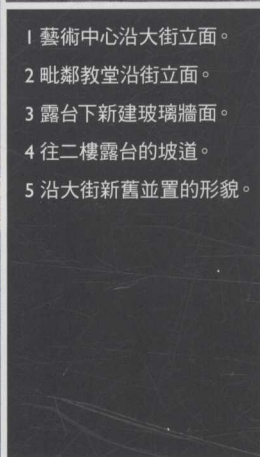 1 藝術中心沿大街立面。
2 毗鄰教堂沿街立面。
3 露台下新建玻璃牆面。
4 往二樓露台的坡道。
5 沿大街新舊並置的形貌。